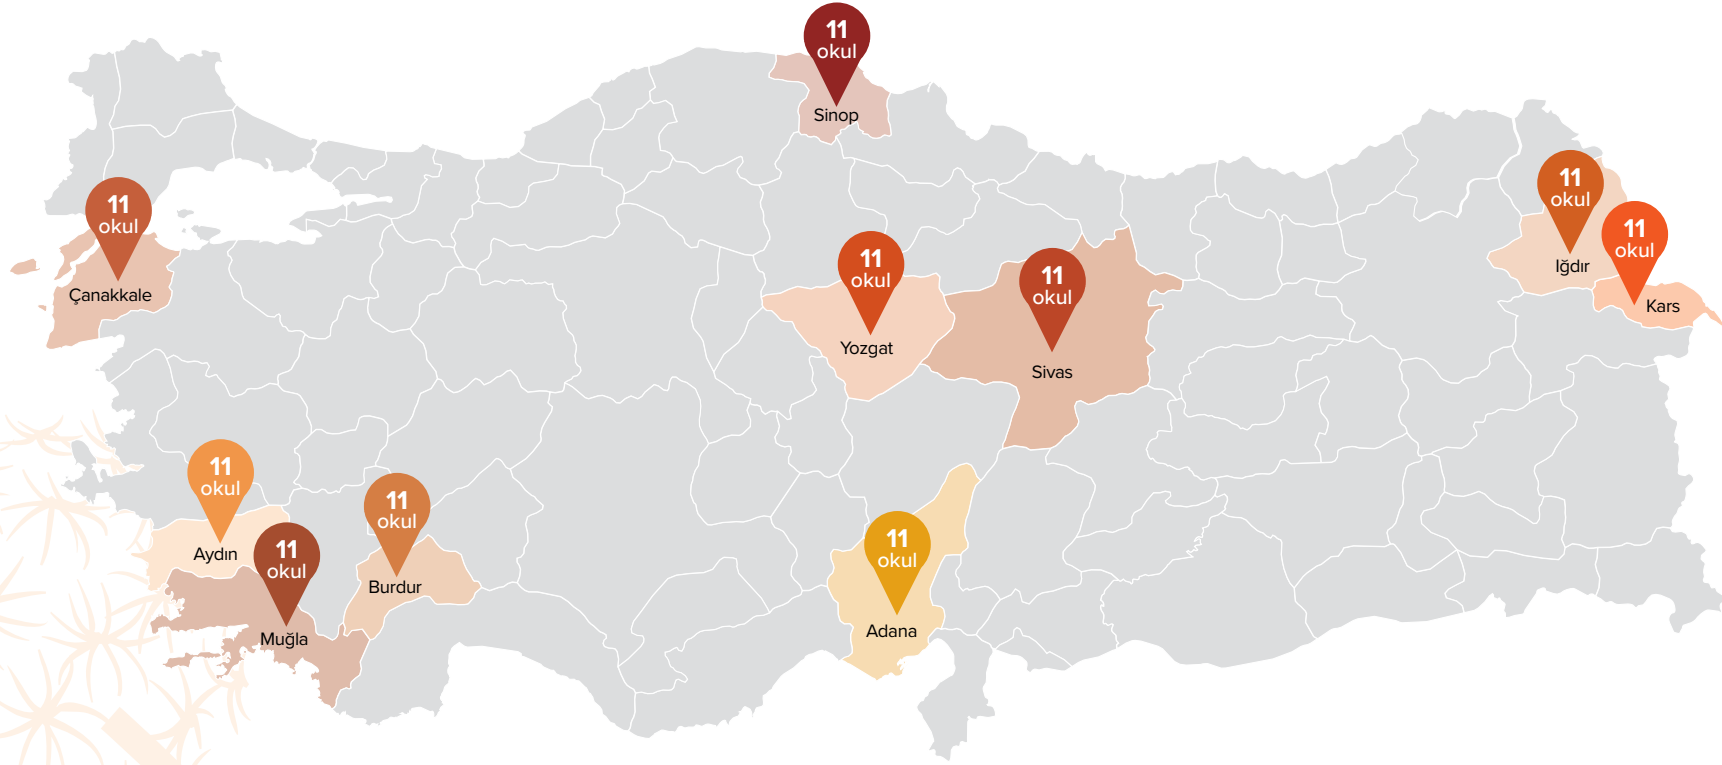 11
okul
Sinop
11
okul
Çanakkale
11
okul
Iğdır
11
okul
Kars
11
okul
Yozgat
11
okul
Sivas
11
okul
Aydın
11
okul
Burdur
11
okul
Muğla
11
okul
Adana